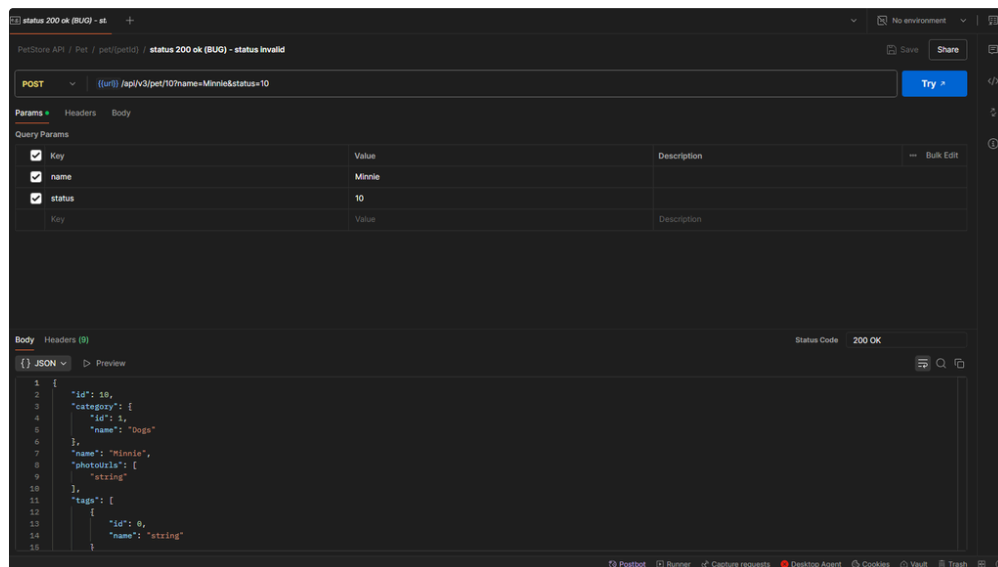 status 200 ok (BUG) - st
No environment
PetStore API / Pet / pet/{petId} / status 200 ok (BUG) - status invalid
Save
Share
POST
{{url}} /api/v3/pet/10?name=Minnie&status=10
Try
Params
Headers
Body
Query Params
Key
Value
Description
Bulk Edit
name
Minnie
status
10
Key
Value
Description
Body
Headers (9)
Status Code
200 OK
{} JSON
Preview
1 {
2 "id": 10,
3 "category": {
4 "id": 1,
5 "name": "Dogs"
6 },
7 "name": "Minnie",
8 "photoUrls": [
9 "string"
10 ],
11 "tags": [
12 {
13 "id": 0,
14 "name": "string"
15 }
Postbot
Runner
Capture requests
Desktop Agent
Cookies
Vault
Trash